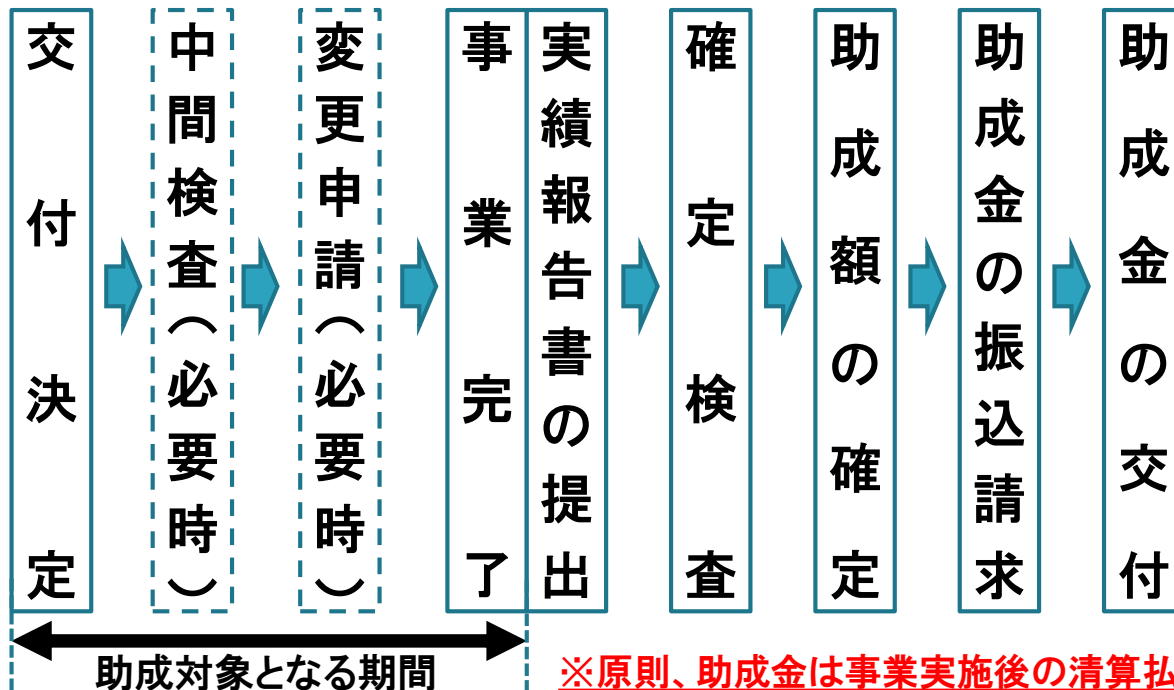 交付決定
中間検査（必要時）
変更申請（必要時）
事業完了
実績報告書の提出
確定検査
助成額の確定
助成金の振込請求
助成金の交付
助成対象となる期間
※原則、助成金は事業実施後の清算払